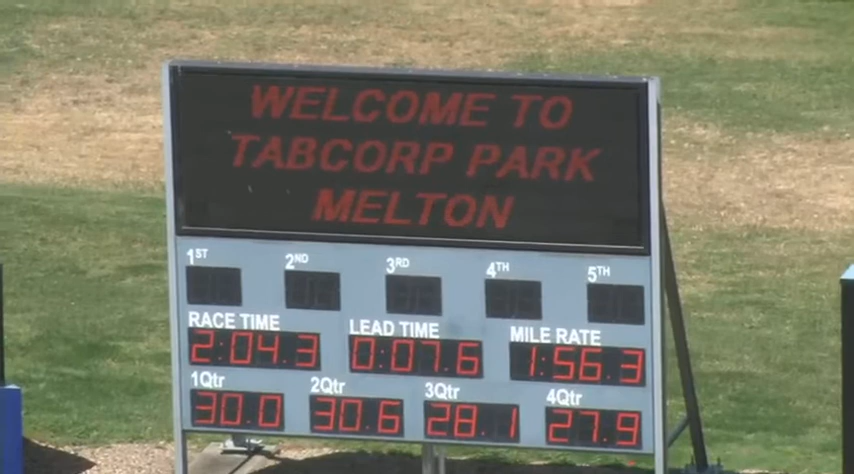 WELCOME TO
TABCORP PARK
MELTON
1ST 2ND 3RD 4TH 5TH
RACE TIME LEAD TIME MILE RATE
2:04.3 0:07.6 1:56.3
1Qtr 2Qtr 3Qtr 4Qtr
30.0 30.6 28.1 27.9